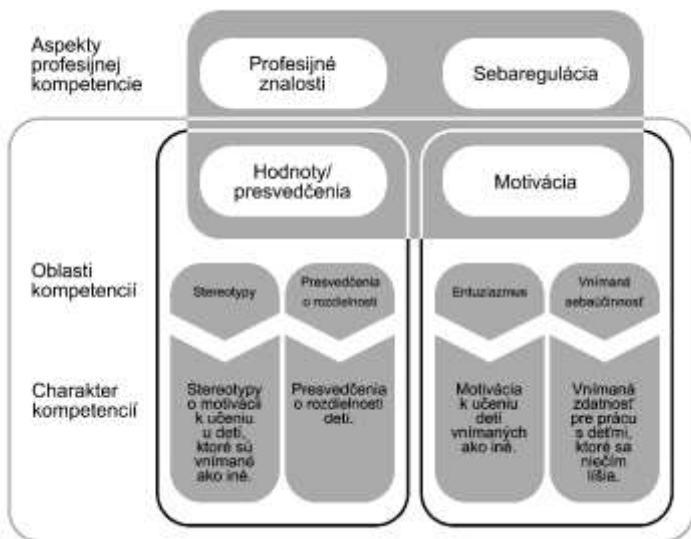 Aspekty
profesijnej
kompetencie
Profesijné
znalosti
Sebaregulácia
Hodnoty/
presvedčenia
Motivácia
Oblasti
kompetencií
Stereotypy
Presvedčenia
o rozdielnosti
Entuziazmus
Vnímaná
sebaúčinnosť
Charakter
kompetencií
Stereotypy
o motivácii
k učeniu
u detí,
ktoré sú
vnímané
ako iné.
Presvedčenia
o rozdielnosti
detí.
Motivácia
k učeniu
detí
vnímaných
ako iné.
Vnímaná
zdatnosť
pre prácu
s deťmi,
ktoré sa
niečím
líšia.